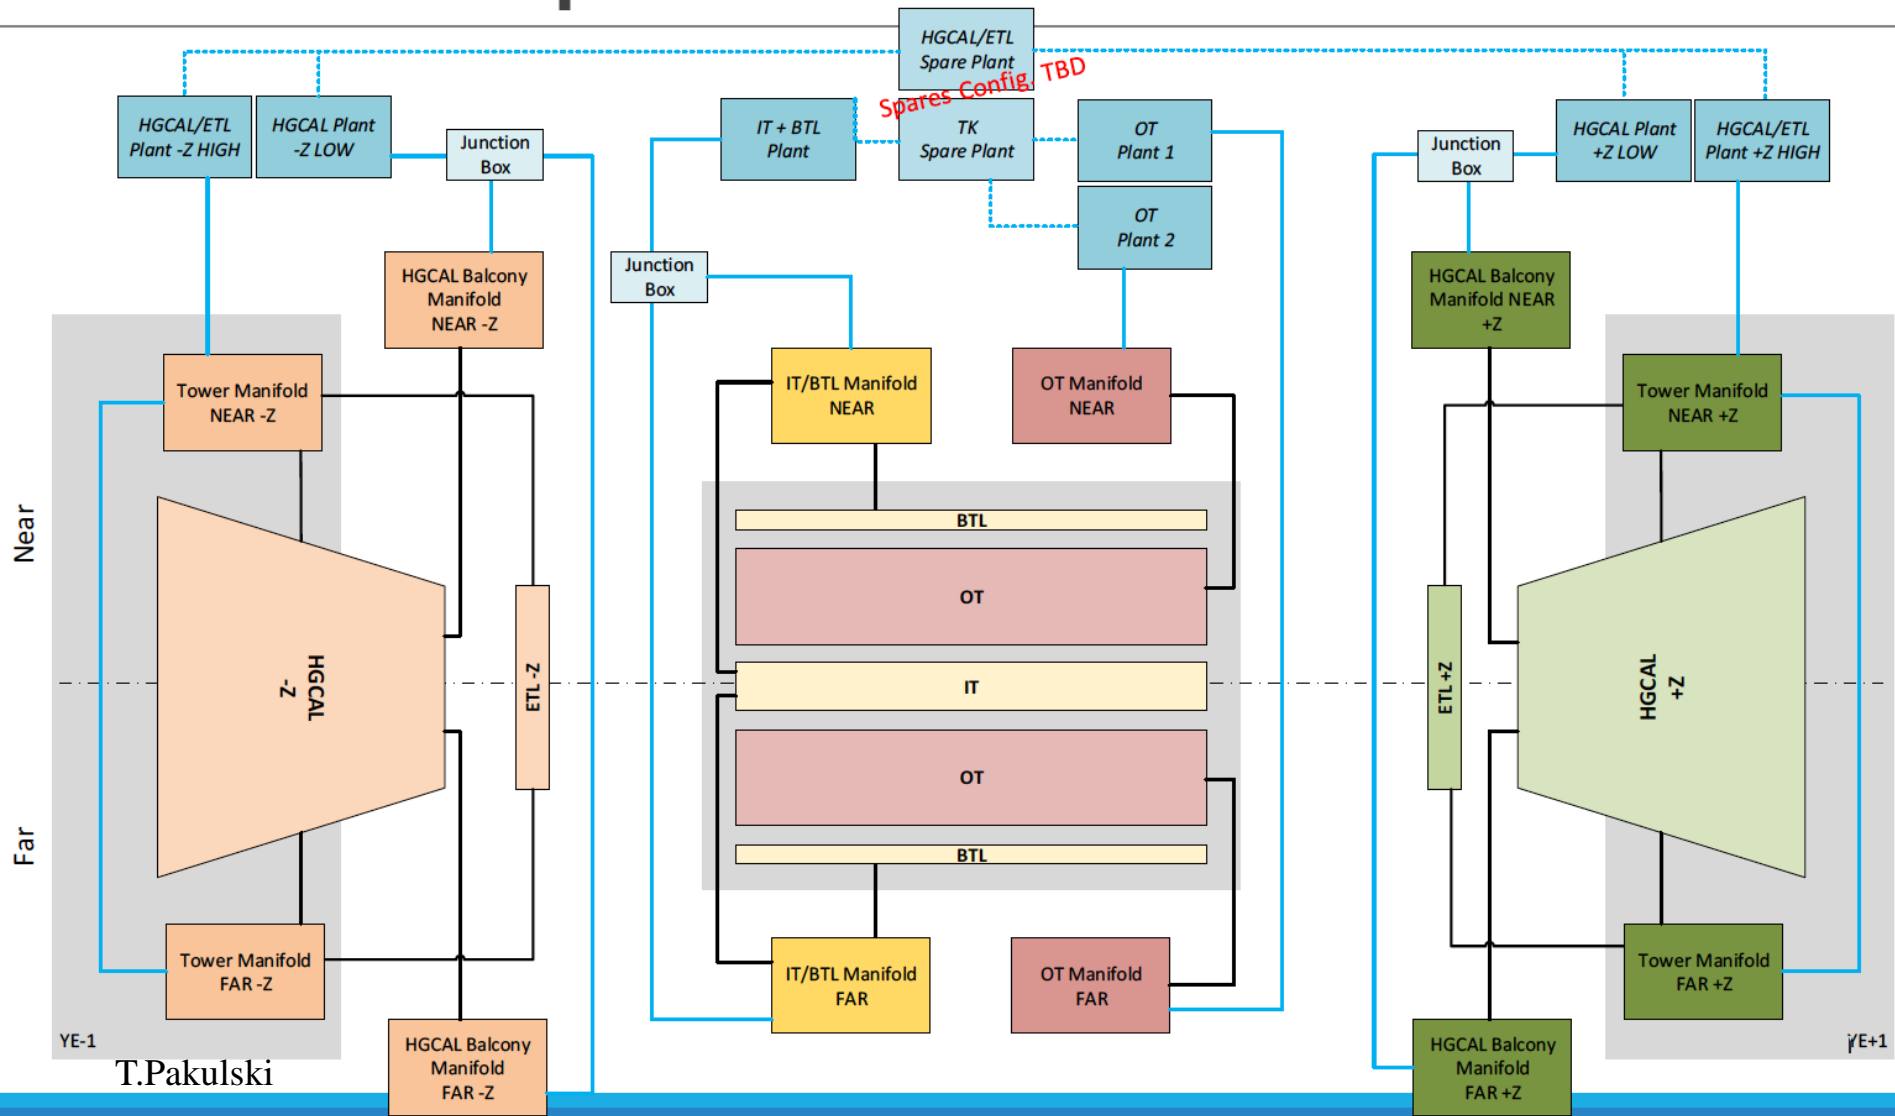 HGCAL/ETL
Spare Plant
Spares Config. TBD
HGCAL/ETL
Plant -Z HIGH
HGCAL Plant
-Z LOW
Junction
Box
IT + BTL
Plant
TK
Spare Plant
OT
Plant 1
OT
Plant 2
Junction
Box
HGCAL Plant
+Z LOW
HGCAL/ETL
Plant +Z HIGH
HGCAL Balcony
Manifold
NEAR -Z
Junction
Box
HGCAL Balcony
Manifold NEAR
+Z
Tower Manifold
NEAR -Z
IT/BTL Manifold
NEAR
OT Manifold
NEAR
Tower Manifold
NEAR +Z
Near
Far
HGCAL
-Z
ETL -Z
BTL
OT
IT
OT
BTL
ETL +Z
HGCAL
+Z
Tower Manifold
FAR -Z
IT/BTL Manifold
FAR
OT Manifold
FAR
Tower Manifold
FAR +Z
YE-1
YE+1
HGCAL Balcony
Manifold
FAR -Z
HGCAL Balcony
Manifold
FAR +Z
T.Pakulski